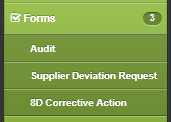 Forms 3
Audit
Supplier Deviation Request
8D Corrective Action